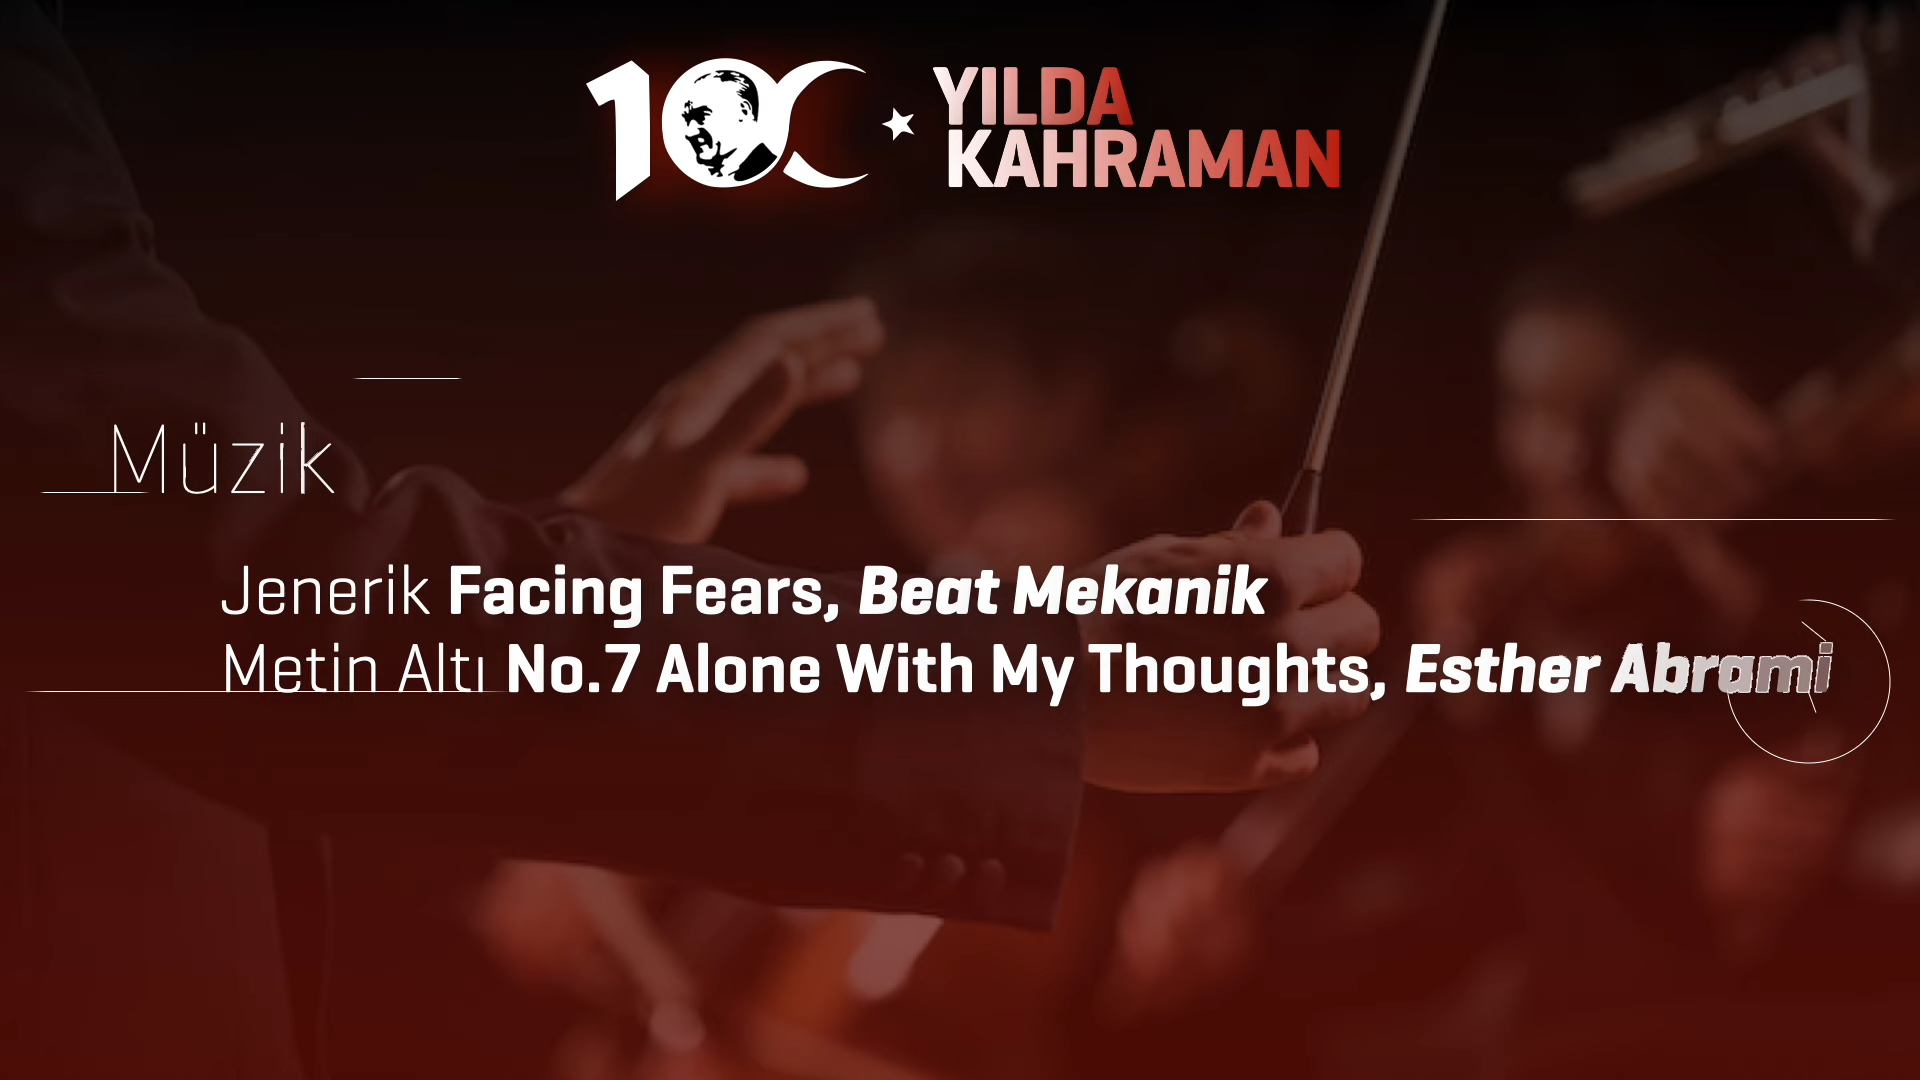 100 YILDA
KAHRAMAN
Müzik
Jenerik Facing Fears, Beat Mekanik
Metin Altı No.7 Alone With My Thoughts, Esther Abrami